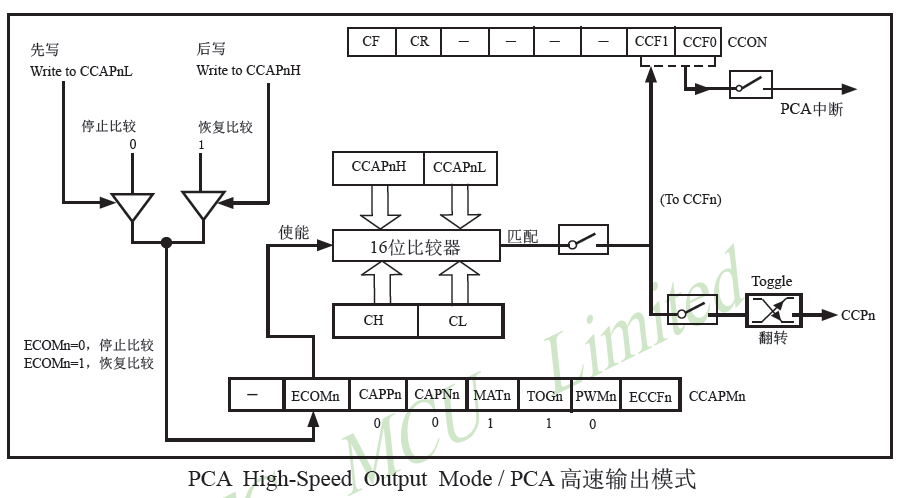 先写
Write to CCAPnL
后写
Write to CCAPnH
CF CR － － － － CCF1 CCF0 CCON
PCA中断
停止比较
0
恢复比较
1
CCAPnH CCAPnL
(To CCFn)
使能
16位比较器
匹配
Toggle
翻转
CCPn
CH CL
ECOMn=0，停止比较
ECOMn=1，恢复比较
－ ECOMn CAPPn CAPNn MATn TOGn PWMn ECCFn CCAPMn
0 0 1 1 0
MCU Limited
PCA High-Speed Output Mode / PCA 高速输出模式